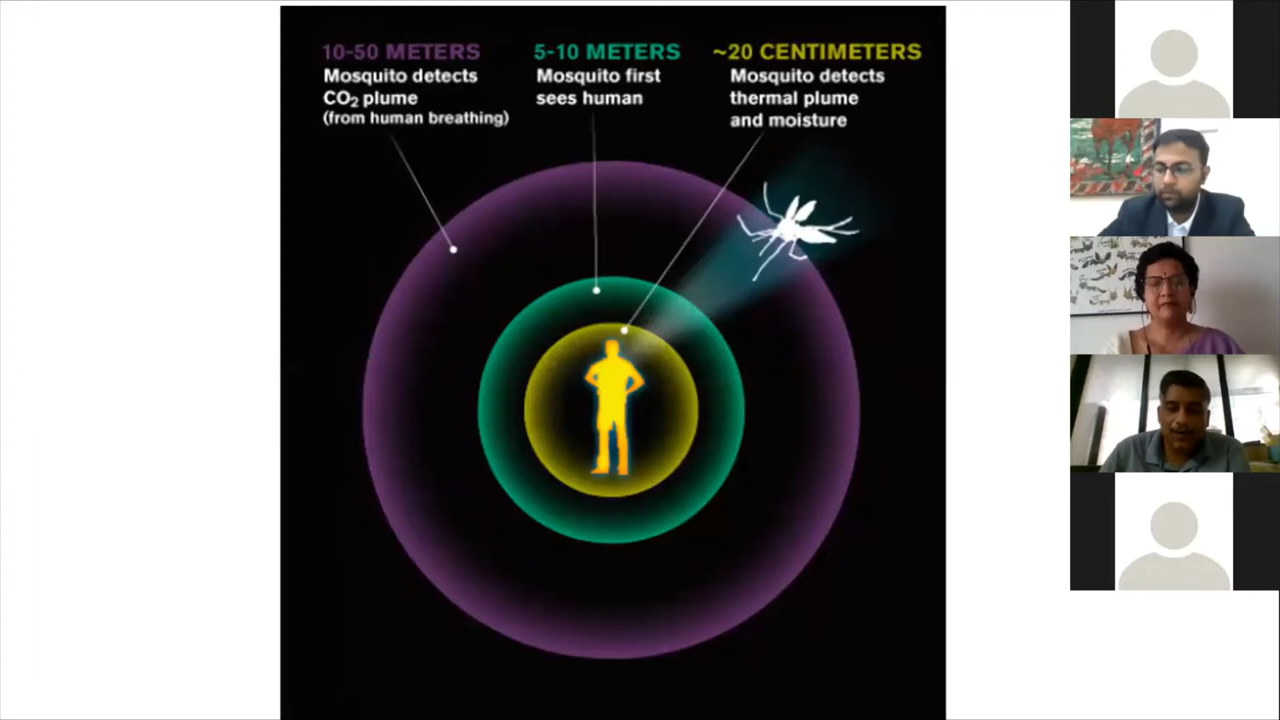 10-50 METERS
Mosquito detects
CO₂ plume
(from human breathing)
5-10 METERS
Mosquito first
sees human
~20 CENTIMETERS
Mosquito detects
thermal plume
and moisture